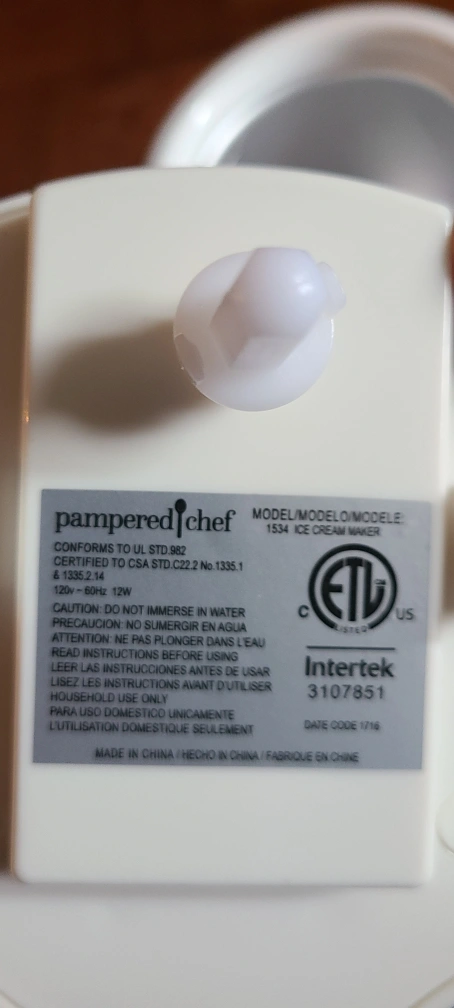 pampered chef
MODEL/MODELO/MODELE:
1534 ICE CREAM MAKER
CONFORMS TO UL STD.982
CERTIFIED TO CSA STD.C22.2 No.1335.1
& 1335.2.14
120v ~ 60Hz 12W
CAUTION: DO NOT IMMERSE IN WATER
PRECAUCION: NO SUMERGIR EN AGUA
ATTENTION: NE PAS PLONGER DANS L'EAU
READ INSTRUCTIONS BEFORE USING
LEER LAS INSTRUCCIONES ANTES DE USAR
LISEZ LES INSTRUCTIONS AVANT D'UTILISER
HOUSEHOLD USE ONLY
PARA USO DOMESTICO UNICAMENTE
L'UTILISATION DOMESTIQUE SEULEMENT
C ETL US
LISTED
Intertek
3107851
DATE CODE 1716
MADE IN CHINA / HECHO IN CHINA / FABRIQUE EN CHINE